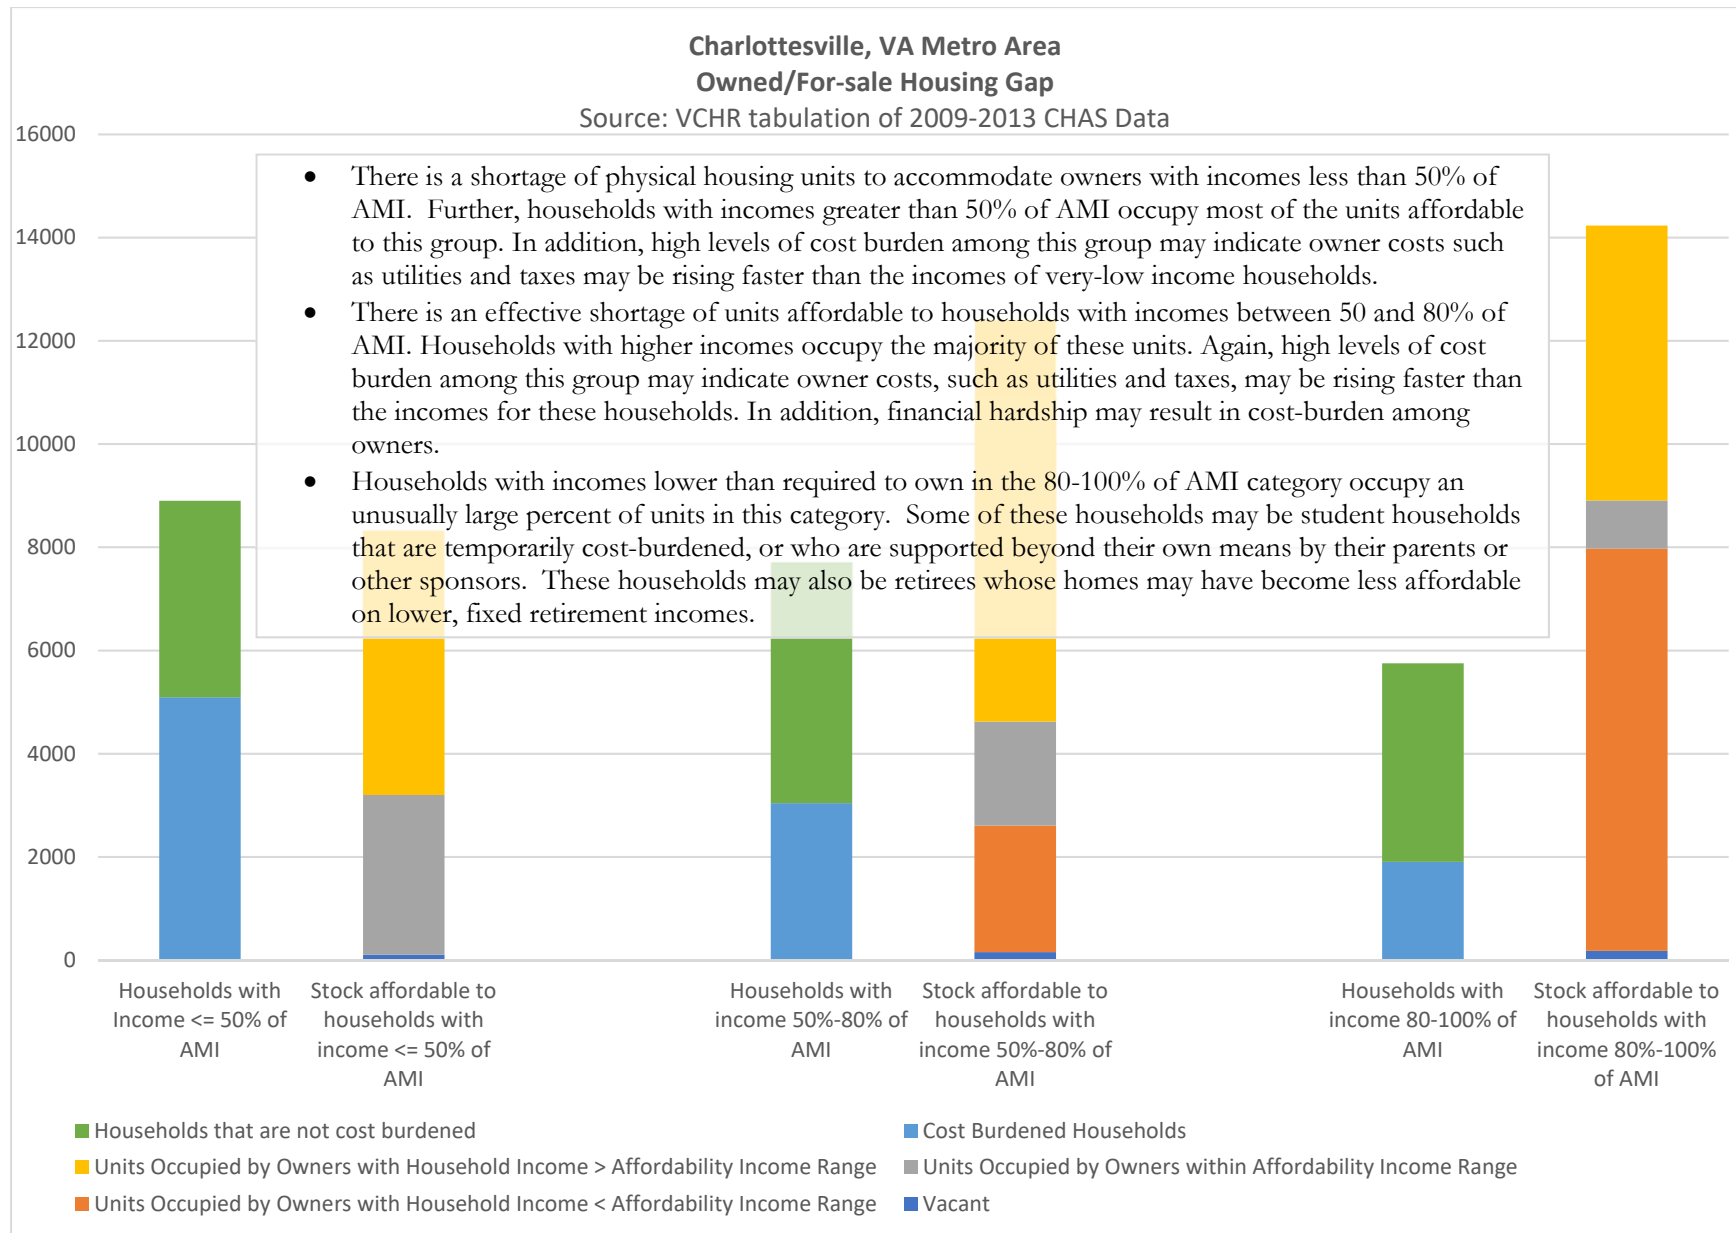 Charlottesville, VA Metro Area
Owned/For-sale Housing Gap
Source: VCHR tabulation of 2009-2013 CHAS Data
16000
14000
12000
10000
8000
6000
4000
2000
0
• There is a shortage of physical housing units to accommodate owners with incomes less than 50% of
AMI. Further, households with incomes greater than 50% of AMI occupy most of the units affordable
to this group. In addition, high levels of cost burden among this group may indicate owner costs such
as utilities and taxes may be rising faster than the incomes of very-low income households.
• There is an effective shortage of units affordable to households with incomes between 50 and 80% of
AMI. Households with higher incomes occupy the majority of these units. Again, high levels of cost
burden among this group may indicate owner costs, such as utilities and taxes, may be rising faster than
the incomes for these households. In addition, financial hardship may result in cost-burden among
owners.
• Households with incomes lower than required to own in the 80-100% of AMI category occupy an
unusually large percent of units in this category. Some of these households may be student households
that are temporarily cost-burdened, or who are supported beyond their own means by their parents or
other sponsors. These households may also be retirees whose homes may have become less affordable
on lower, fixed retirement incomes.
Households with
Income <= 50% of
AMI
Stock affordable to
households with
income <= 50% of
AMI
Households with
income 50%-80% of
AMI
Stock affordable to
households with
income 50%-80% of
AMI
Households with
income 80-100% of
AMI
Stock affordable to
households with
income 80%-100%
of AMI
Households that are not cost burdened
Cost Burdened Households
Units Occupied by Owners with Household Income > Affordability Income Range
Units Occupied by Owners within Affordability Income Range
Units Occupied by Owners with Household Income < Affordability Income Range
Vacant